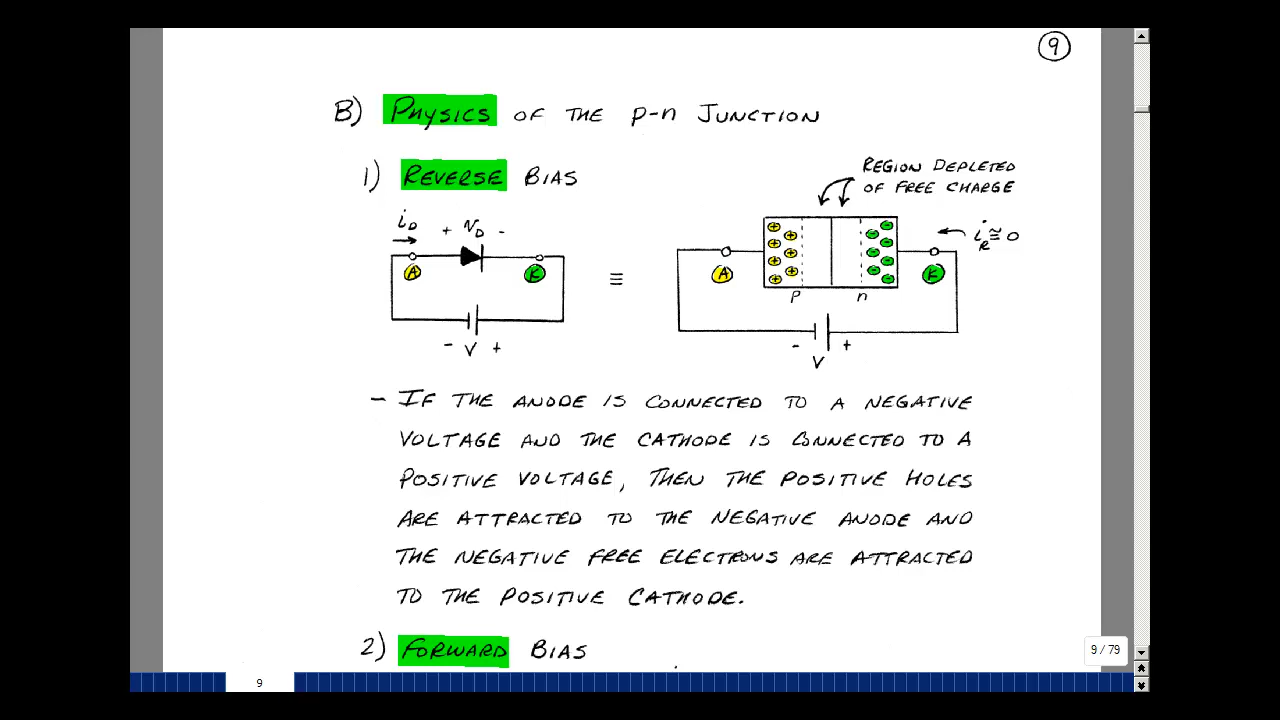 9
B) PHYSICS OF THE p-n JUNCTION
1) REVERSE BIAS
REGION DEPLETED
OF FREE CHARGE
iD + VD -
iR ≅ 0
A K ≡ A K
p n
- V +
- V +
- IF THE ANODE IS CONNECTED TO A NEGATIVE
VOLTAGE AND THE CATHODE IS CONNECTED TO A
POSITIVE VOLTAGE, THEN THE POSITIVE HOLES
ARE ATTRACTED TO THE NEGATIVE ANODE AND
THE NEGATIVE FREE ELECTRONS ARE ATTRACTED
TO THE POSITIVE CATHODE.
2) FORWARD BIAS
9 / 79
9